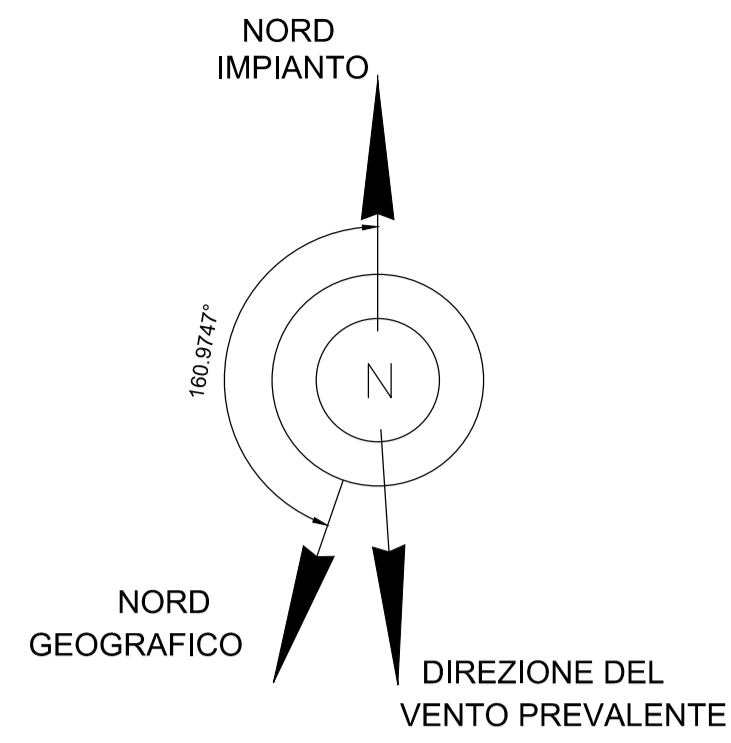 NORD
IMPIANTO
160.9747°
N
NORD
GEOGRAFICO
DIREZIONE DEL
VENTO PREVALENTE